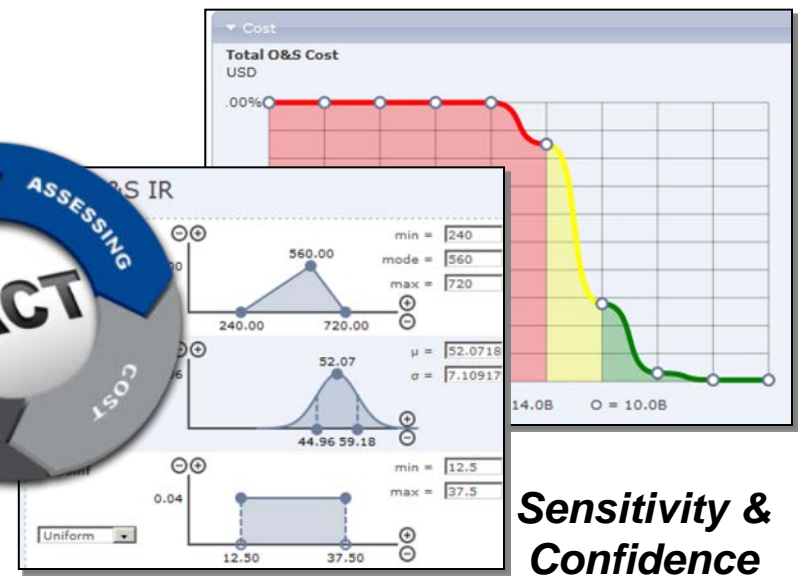 Cost
Total O&S Cost
USD
.00%
14.0B
O = 10.0B
ASSESSING
COST
S IR
560.00
240.00
720.00
min = 240
mode = 560
max = 720
52.07
44.96 59.18
μ = 52.0718
σ = 7.10917
0.04
Uniform
12.50
37.50
min = 12.5
max = 37.5
Sensitivity &
Confidence